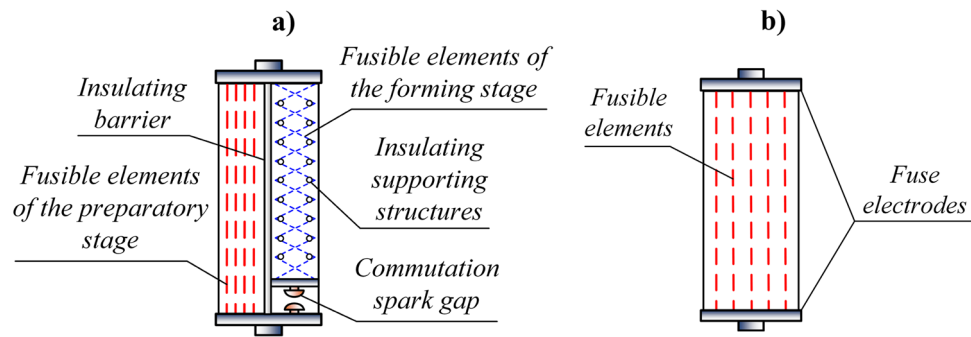 a)
Insulating
barrier
Fusible elements of
the forming stage
Fusible elements
of the preparatory
stage
Insulating
supporting
structures
Commutation
spark gap
b)
Fusible
elements
Fuse
electrodes